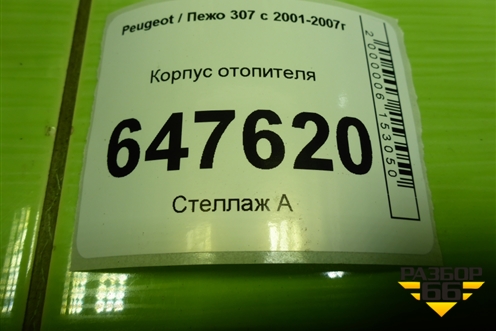 Peugeot / Пежо 307 с 2001-2007г
Корпус отопителя
647620
Стеллаж А
2000006153050
РАЗБОР
66